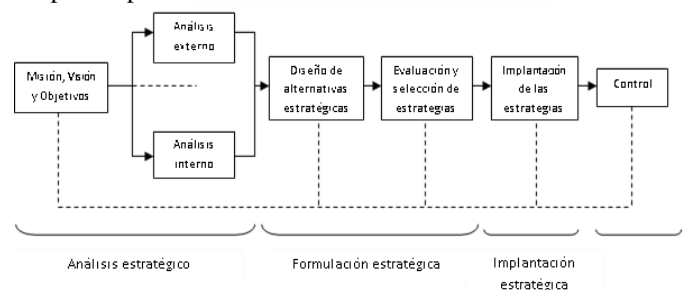 Análisis
externo
Misión, Visión
y Objetivos
Análisis
interno
Diseño de
alternativas
estratégicas
Evaluación y
selección de
estrategias
Implantación
de las
estrategias
Control
Análisis estratégico
Formulación estratégica
Implantación
estratégica